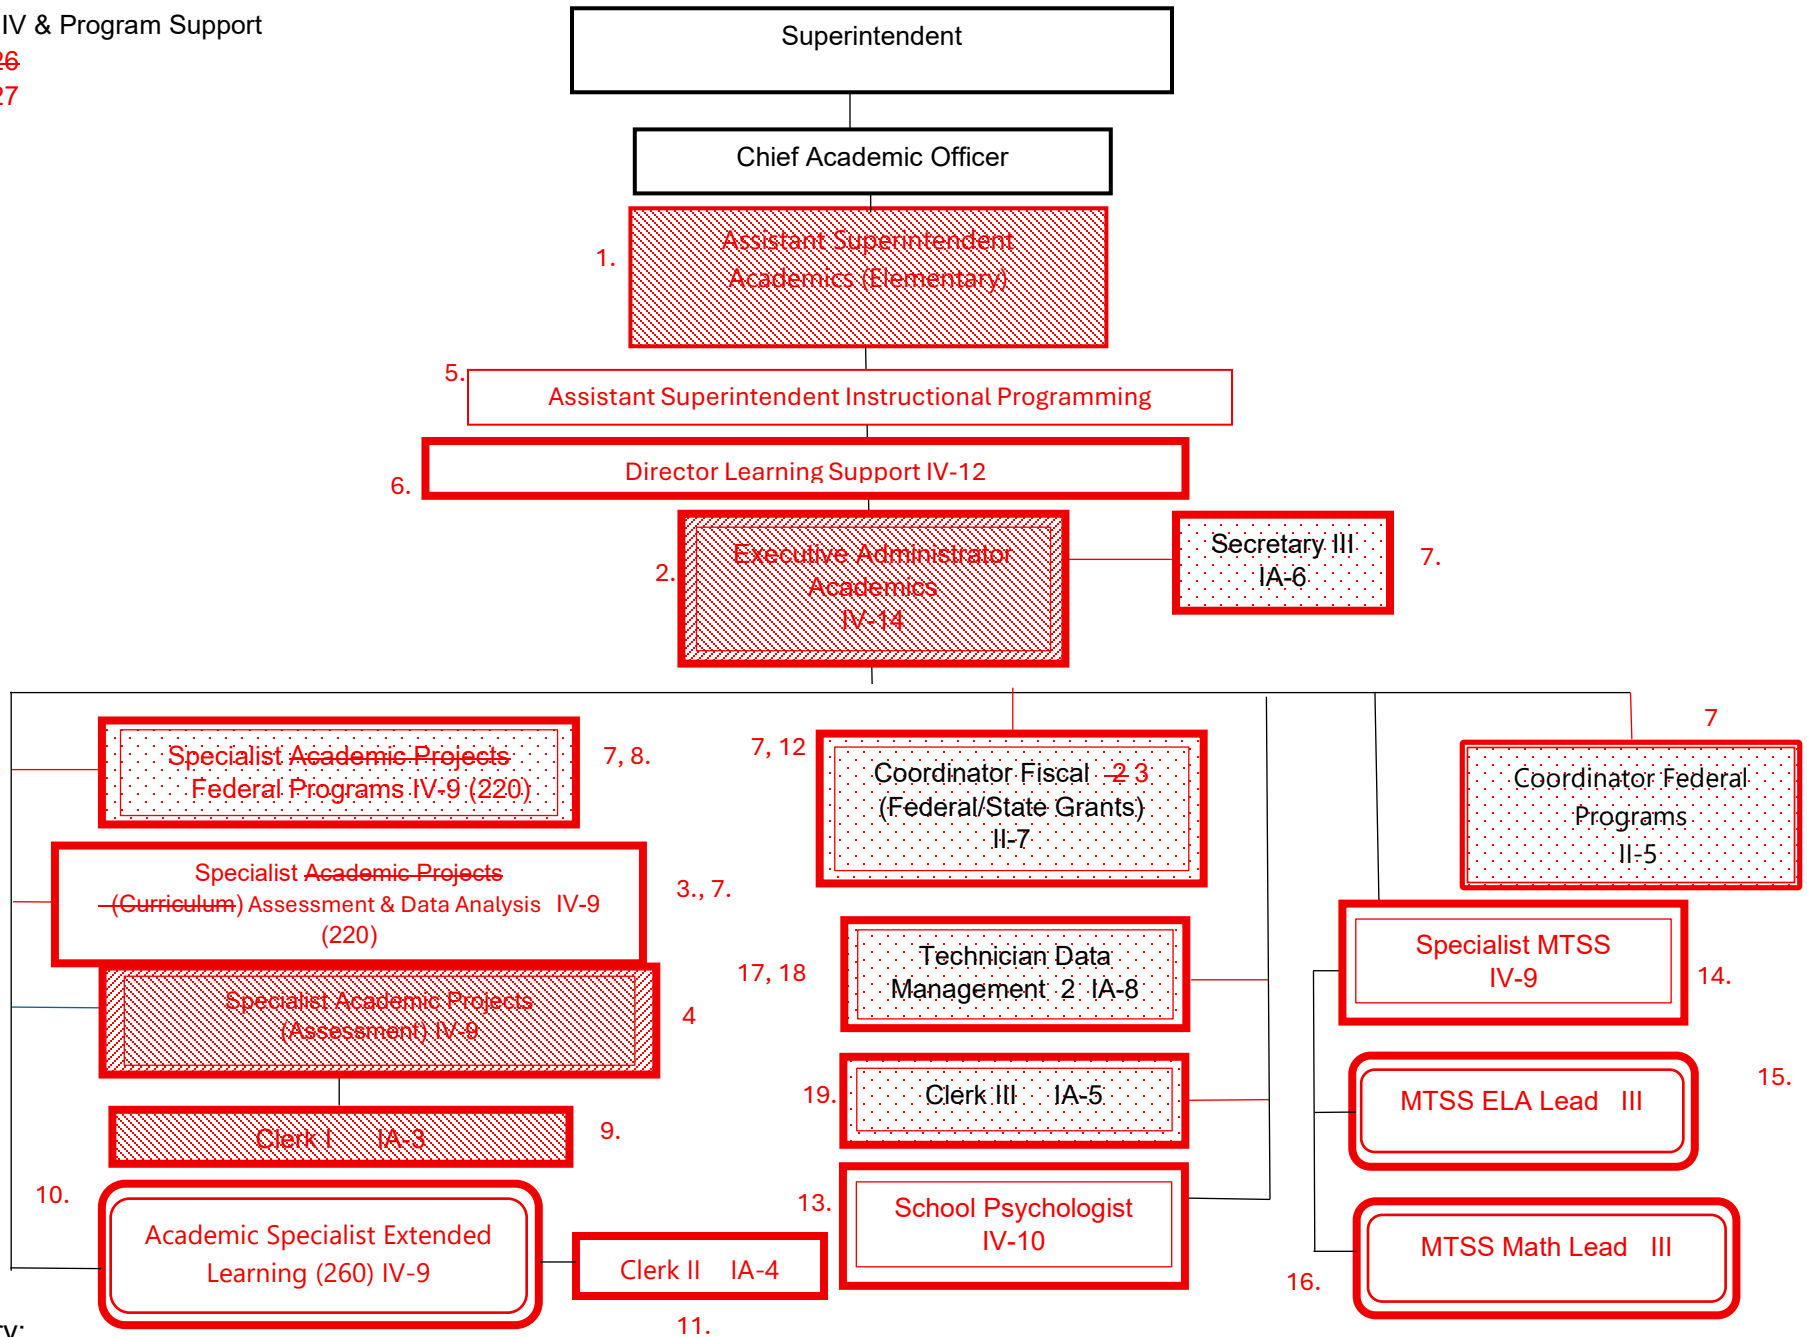 IV & Program Support
26
27
Superintendent
Chief Academic Officer
1.
Assistant Superintendent
Academics (Elementary)
5.
Assistant Superintendent Instructional Programming
6.
Director Learning Support IV-12
2.
Executive Administrator
Academics
IV-14
Secretary III
IA-6
7.
Specialist Academic Projects
Federal Programs IV-9 (220)
7, 8.
Specialist Academic Projects
(Curriculum) Assessment & Data Analysis IV-9
(220)
3., 7.
Specialist Academic Projects
(Assessment) IV-9
4
Clerk I IA-3
9.
10.
Academic Specialist Extended
Learning (260) IV-9
Clerk II IA-4
11.
7, 12
Coordinator Fiscal 2 3
(Federal/State Grants)
II-7
17, 18
Technician Data
Management 2 IA-8
19.
Clerk III IA-5
13.
School Psychologist
IV-10
7
Coordinator Federal
Programs
II-5
Specialist MTSS
IV-9
14.
MTSS ELA Lead III
15.
MTSS Math Lead III
16.